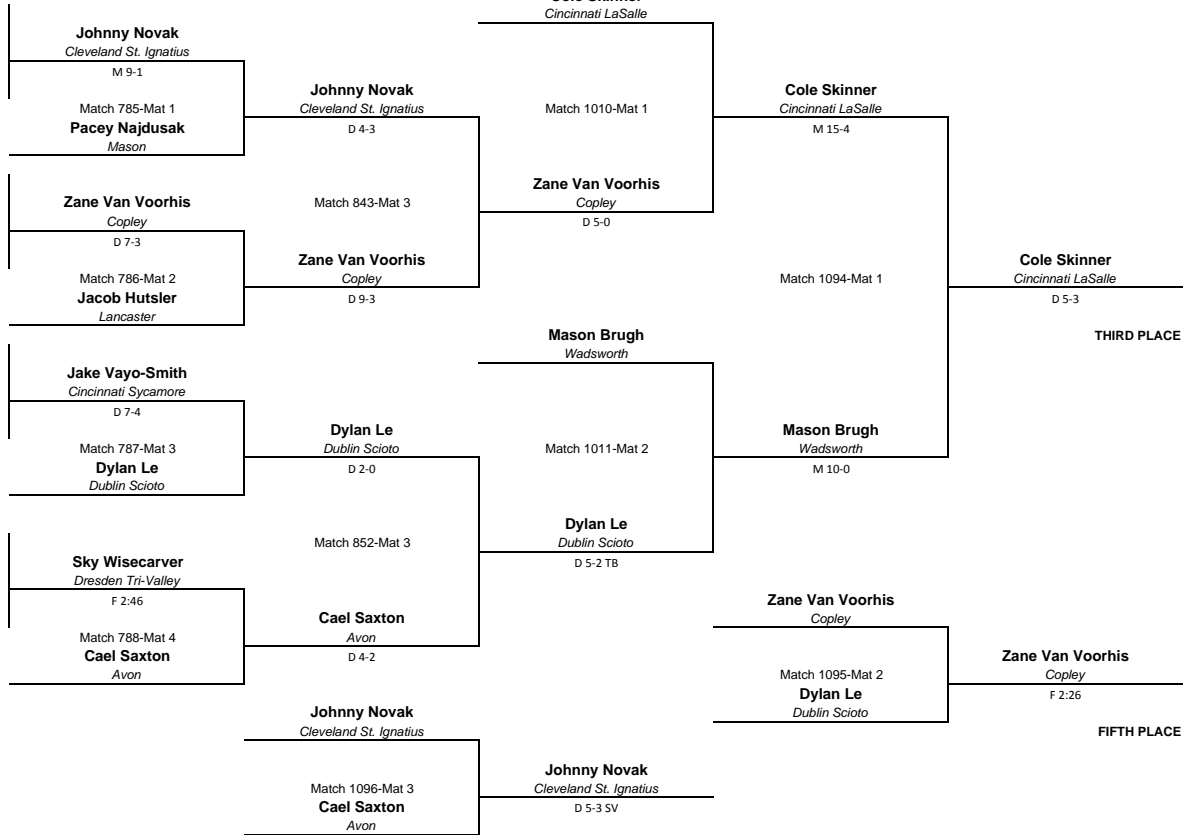 Cole Skinner
Cincinnati LaSalle
Johnny Novak
Cleveland St. Ignatius
M 9-1
Match 785-Mat 1
Pacey Najdusak
Mason
Johnny Novak
Cleveland St. Ignatius
D 4-3
Match 1010-Mat 1
Cole Skinner
Cincinnati LaSalle
M 15-4
Zane Van Voorhis
Copley
D 7-3
Match 843-Mat 3
Zane Van Voorhis
Copley
D 5-0
Match 786-Mat 2
Jacob Hutsler
Lancaster
Zane Van Voorhis
Copley
D 9-3
Match 1094-Mat 1
Cole Skinner
Cincinnati LaSalle
D 5-3
THIRD PLACE
Mason Brugh
Wadsworth
Jake Vayo-Smith
Cincinnati Sycamore
D 7-4
Match 787-Mat 3
Dylan Le
Dublin Scioto
Dylan Le
Dublin Scioto
D 2-0
Match 1011-Mat 2
Mason Brugh
Wadsworth
M 10-0
Match 852-Mat 3
Dylan Le
Dublin Scioto
D 5-2 TB
Sky Wisecarver
Dresden Tri-Valley
F 2:46
Match 788-Mat 4
Cael Saxton
Avon
Cael Saxton
Avon
D 4-2
Zane Van Voorhis
Copley
Match 1095-Mat 2
Dylan Le
Dublin Scioto
Zane Van Voorhis
Copley
F 2:26
FIFTH PLACE
Johnny Novak
Cleveland St. Ignatius
Match 1096-Mat 3
Cael Saxton
Avon
Johnny Novak
Cleveland St. Ignatius
D 5-3 SV